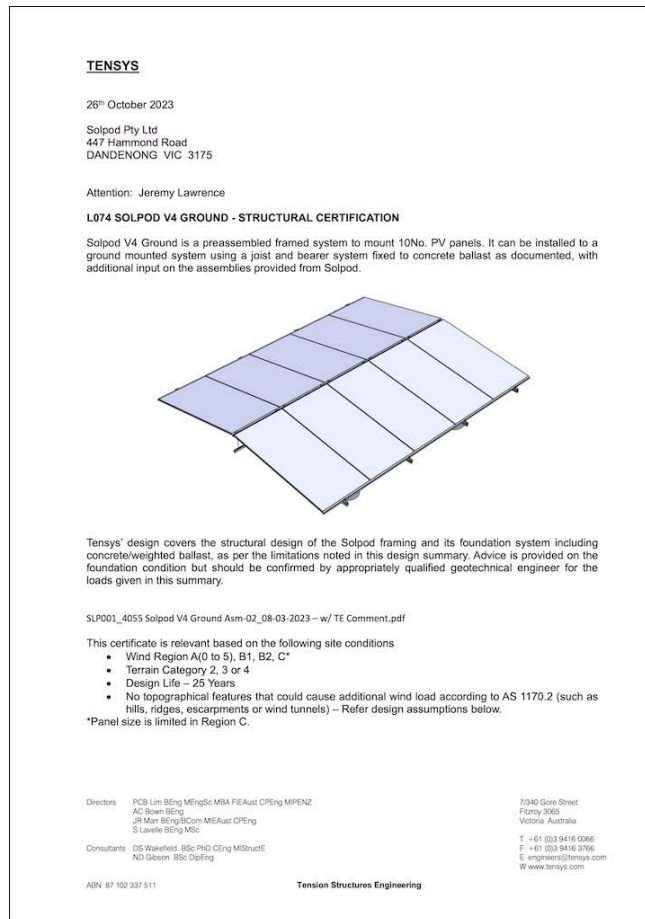 TENSYS
26th October 2023
Solpod Pty Ltd
447 Hammond Road
DANDENONG VIC 3175
Attention: Jeremy Lawrence
L074 SOLPOD V4 GROUND - STRUCTURAL CERTIFICATION
Solpod V4 Ground is a preassembled framed system to mount 10No. PV panels. It can be installed to a
ground mounted system using a joist and bearer system fixed to concrete ballast as documented, with
additional input on the assemblies provided from Solpod.
Tensys' design covers the structural design of the Solpod framing and its foundation system including
concrete/weighted ballast, as per the limitations noted in this design summary. Advice is provided on the
foundation condition but should be confirmed by appropriately qualified geotechnical engineer for the
loads given in this summary.
SLP001_4055 Solpod V4 Ground Asm-02_08-03-2023 – w/ TE Comment.pdf
This certificate is relevant based on the following site conditions
• Wind Region A(0 to 5), B1, B2, C*
• Terrain Category 2, 3 or 4
• Design Life – 25 Years
• No topographical features that could cause additional wind load according to AS 1170.2 (such as
hills, ridges, escarpments or wind tunnels) – Refer design assumptions below.
*Panel size is limited in Region C.
Directors PCB Lim BEng MEngSc MBA FIEAust CPEng MIPENZ
AC Bown BEng
JR Marr BEng/BCom MIEAust CPEng
S Lavelle BEng MSc
Consultants DS Wakefield BSc PhD CEng MIStructE
ND Gibson BSc DipEng
7/340 Gore Street
Fitzroy 3065
Victoria Australia
T +61 (0)3 9416 0066
F +61 (0)3 9416 3766
E engineers@tensys.com
W www.tensys.com
ABN 87 102 337 511
Tension Structures Engineering